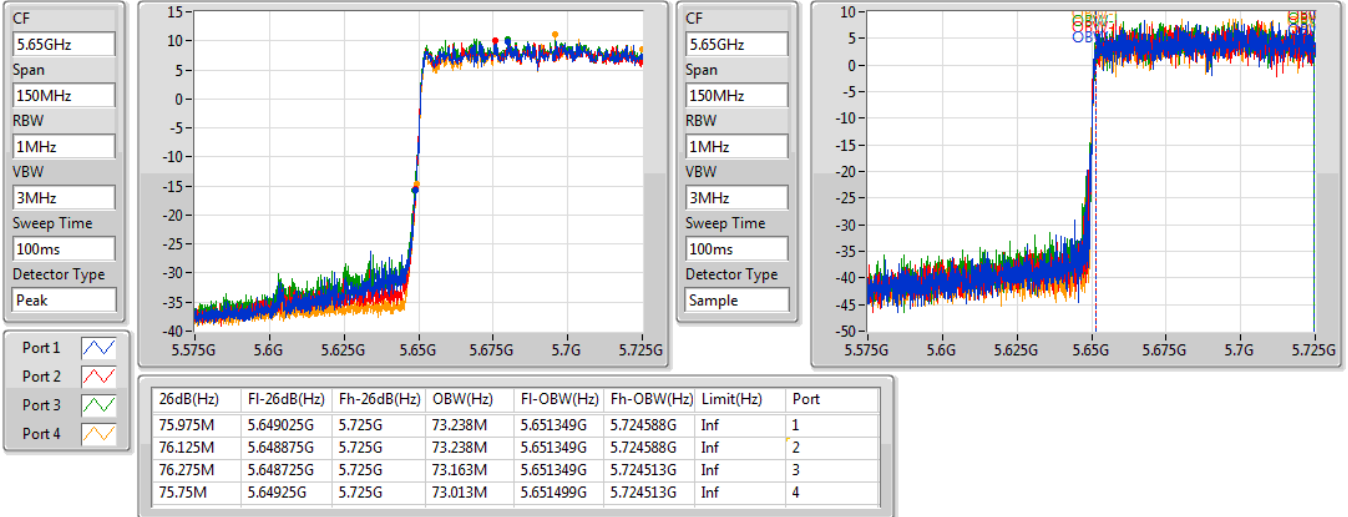 CF
5.65GHz
Span
150MHz
RBW
1MHz
VBW
3MHz
Sweep Time
100ms
Detector Type
Peak
15
10
5
0
-5
-10
-15
-20
-25
-30
-35
-40
5.575G 5.6G 5.625G 5.65G 5.675G 5.7G 5.725G
CF
5.65GHz
Span
150MHz
RBW
1MHz
VBW
3MHz
Sweep Time
100ms
Detector Type
Sample
10
5
0
-5
-10
-15
-20
-25
-30
-35
-40
-45
-50
5.575G 5.6G 5.625G 5.65G 5.675G 5.7G 5.725G
Port 1
Port 2
Port 3
Port 4
26dB(Hz) Fl-26dB(Hz) Fh-26dB(Hz) OBW(Hz) Fl-OBW(Hz) Fh-OBW(Hz) Limit(Hz) Port
75.975M 5.649025G 5.725G 73.238M 5.651349G 5.724588G Inf 1
76.125M 5.648875G 5.725G 73.238M 5.651349G 5.724588G Inf 2
76.275M 5.648725G 5.725G 73.163M 5.651349G 5.724513G Inf 3
75.75M 5.64925G 5.725G 73.013M 5.651499G 5.724513G Inf 4